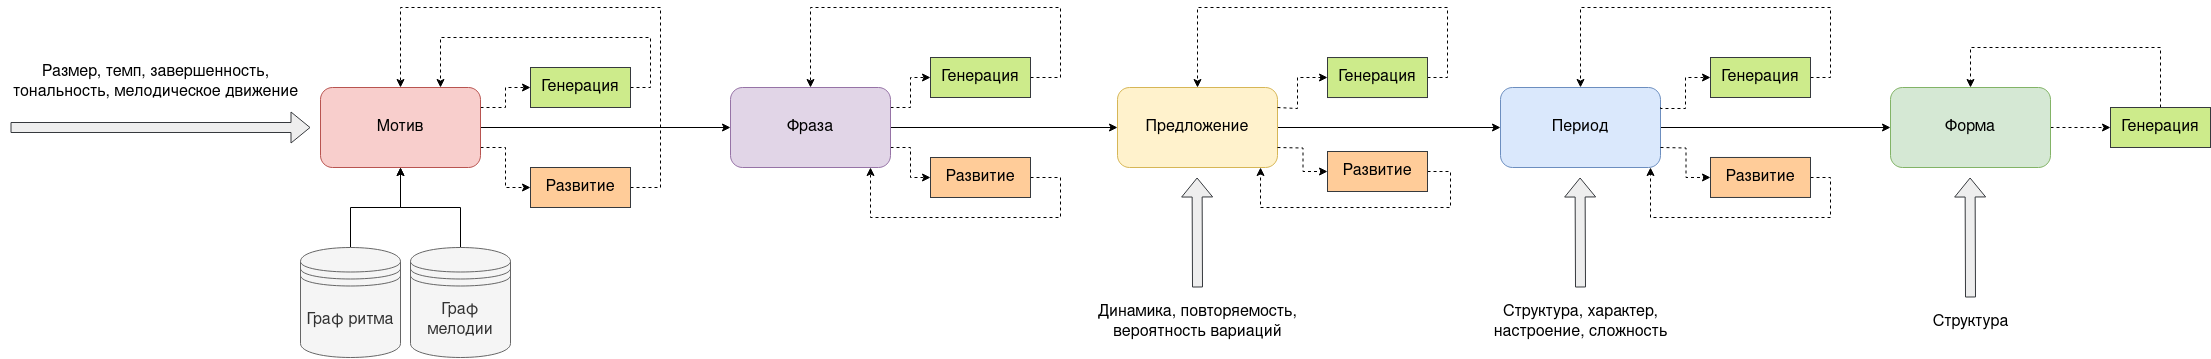 Размер, темп, завершенность,
тональность, мелодическое движение
Мотив
Генерация
Развитие
Граф ритма
Граф
мелодии
Фраза
Генерация
Развитие
Предложение
Генерация
Развитие
Динамика, повторяемость,
вероятность вариаций
Период
Генерация
Развитие
Структура, характер,
настроение, сложность
Форма
Генерация
Структура